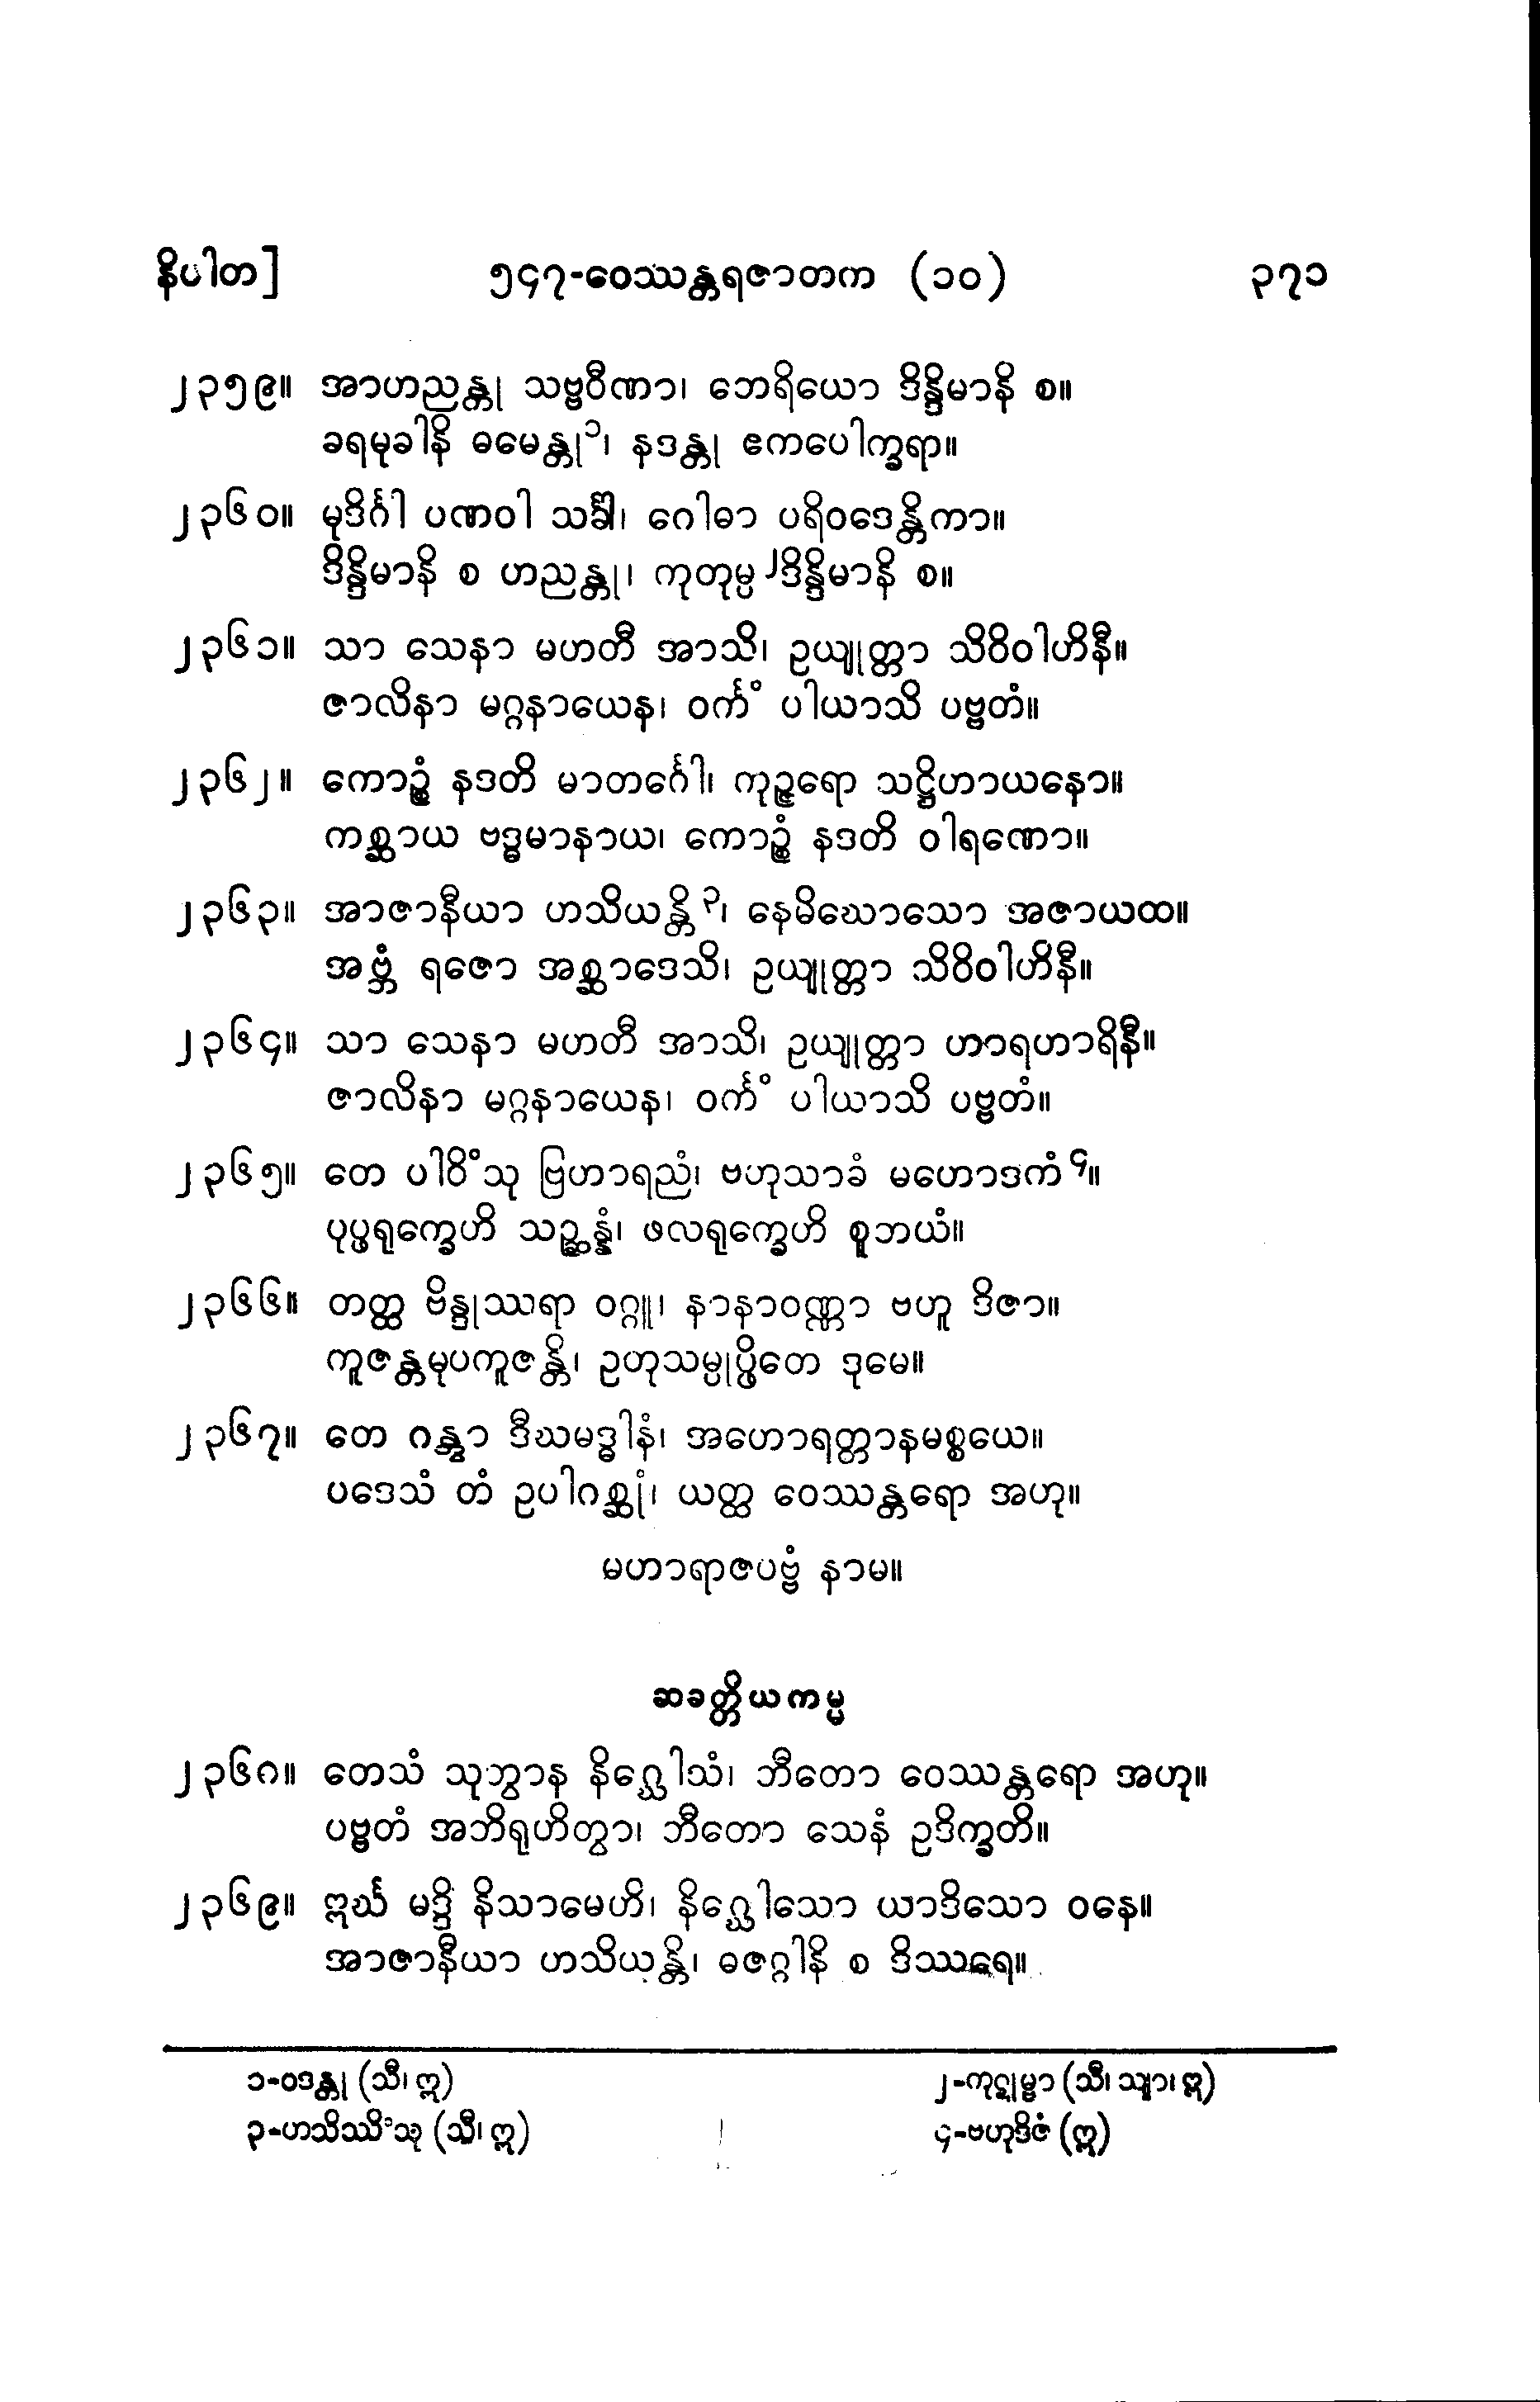 နိပါတ]	၅၄၇-ဝေဿန္တရဇာတက (၁၀)	၃၇၁
၂၃၅၉။ အာဟညန္တု သဗ္ဗဝီဏာ၊ ဘေရိယော ဒိန္ဒိမာနိ စ။
ခရမုခါနိ ဓမေန္တု၁၊ နဒန္တု ဧကပေါက္ခရာ။
၂၃၆၀။ မုဒိင်္ဂါ ပဏဝါ သင်္ခါ၊ ဂေါဓာ ပရိဝဒေန္တိကာ။
ဒိန္ဒိမာနိ စ ဟညန္တု၊ ကုတုမ္ပ၂ဒိန္ဒိမာနိ စ။
၂၃၆၁။ သာ သေနာ မဟတီ အာသိ၊ ဥယျုတ္တာ သိဝိဝါဟိနီ။
ဇာလိနာ မဂ္ဂနာယေန၊ ဝင်္ကံ ပါယာသိ ပဗ္ဗတံ။
၂၃၆၂။ ကောဉ္စံ နဒတိ မာတင်္ဂေါ၊ ကုဉ္ဇရော သဋ္ဌိဟာယနော။
ကစ္ဆာယ ဗဒ္ဓမာနာယ၊ ကောဉ္စံ နဒတိ ဝါရဏော။
၂၃၆၃။ အာဇာနီယာ ဟသိယန္တိ၃၊ နေမိဃောသော အဇာယထ။
အဗ္ဘံ ရဇော အစ္ဆာဒေသိ၊ ဥယျုတ္တာ သိဝိဝါဟိနီ။
၂၃၆၄။ သာ သေနာ မဟတီ အာသိ၊ ဥယျုတ္တာ ဟာရဟာရိနီ။
ဇာလိနာ မဂ္ဂနာယေန၊ ဝင်္ကံ ပါယာသိ ပဗ္ဗတံ။
၂၃၆၅။ တေ ပါဝိံသု ဗြဟာရညံ၊ ဗဟုသာခံ မဟောဒကံ၄။
ပုပ္ဖရုက္ခေဟိ သဉ္ဆန္နံ၊ ဖလရုက္ခေဟိ စူဘယံ။
၂၃၆၆။ တတ္ထ ဗိန္ဒုဿရာ ဝဂ္ဂူ၊ နာနာဝဏ္ဏာ ဗဟူ ဒိဇာ။
ကူဇန္တမုပကူဇန္တိ၊ ဥတုသမ္ပုပ္ဖိတေ ဒုမေ။
၂၃၆၇။ တေ ဂန္တွာ ဒီဃမဒ္ဓါနံ၊ အဟောရတ္တာနမစ္စယေ။
ပဒေသံ တံ ဥပါဂစ္ဆုံ၊ ယတ္ထ ဝေဿန္တရော အဟု။
မဟာရာဇပဗ္ဗံ နာမ။
ဆခတ္တိယကမ္မ
၂၃၆၈။ တေသံ သုတွာန နိဂ္ဃေါသံ၊ ဘီတော ဝေဿန္တရော အဟု။
ပဗ္ဗတံ အဘိရုဟိတွာ၊ ဘီတော သေနံ ဥဒိက္ခတိ။
၂၃၆၉။ ဣင်္ဃ မဒ္ဒိ နိသာမေဟိ၊ နိဂ္ဃေါသော ယာဒိသော ဝနေ။
အာဇာနီယာ ဟသိယန္တိ၊ ဓဇဂ္ဂါနိ စ ဒိဿရေ။
၁-ဝဒန္တု (သီ၊ ဣ)	၂-ကုဋုမ္ဗာ (သီ၊ သျာ၊ ဣ)
၃-ဟသိဿိံသု (သီ၊ ဣ)	၄-ဗဟုဒိဇံ (ဣ)